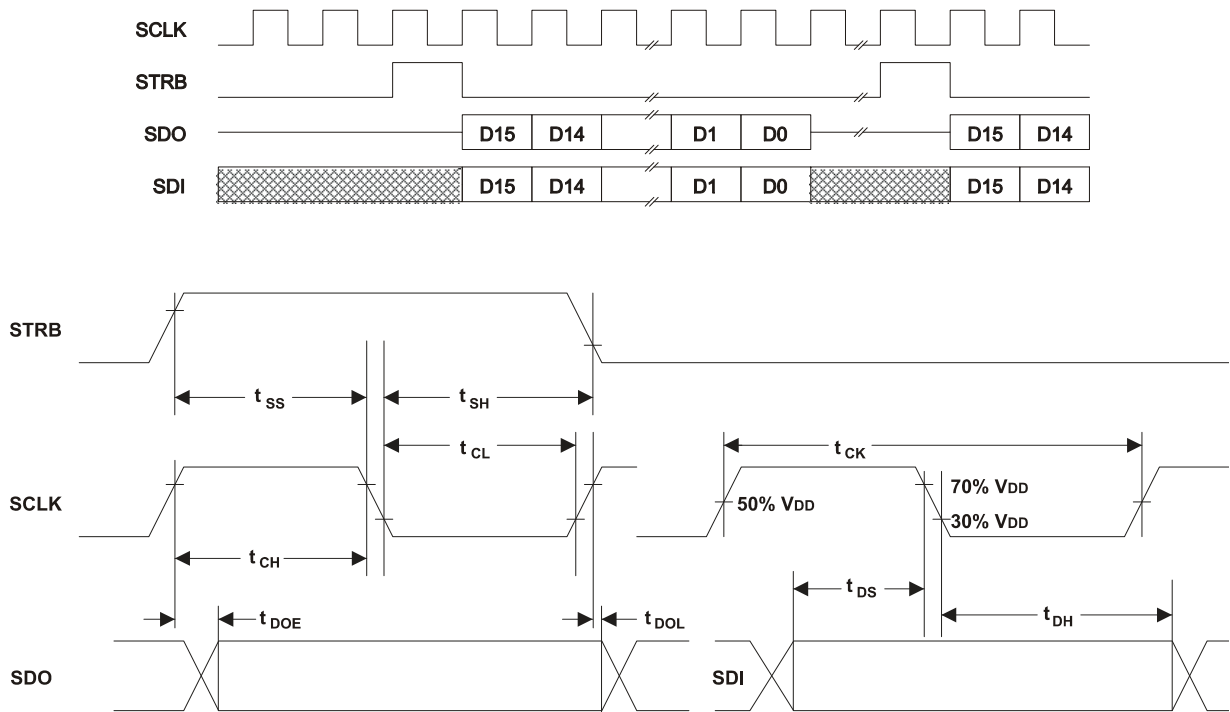 SCLK
STRB
SDO D15 D14 D1 D0 D15 D14
SDI D15 D14 D1 D0 D15 D14
STRB
t SS t SH
t CL t CK
SCLK 50% VDD 70% VDD
30% VDD
t CH
t DS
t DOE t DOL t DH
SDO SDI